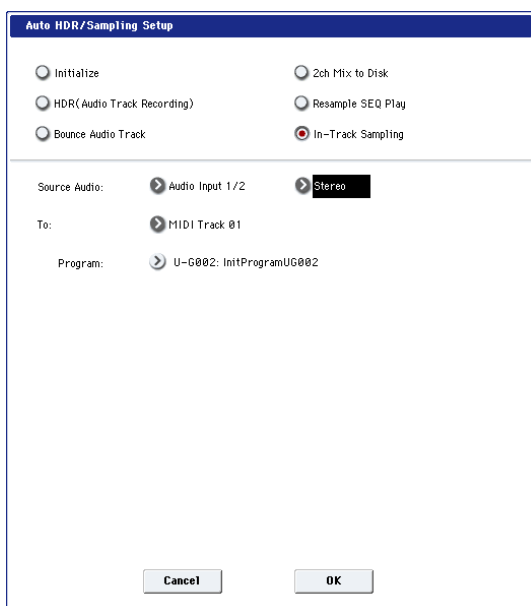 Auto HDR/Sampling Setup
Initialize
2ch Mix to Disk
HDR(Audio Track Recording)
Resample SEQ Play
Bounce Audio Track
In-Track Sampling
Source Audio: Audio Input 1/2 Stereo
To: MIDI Track 01
Program: U-G002: InitProgramUG002
Cancel
OK